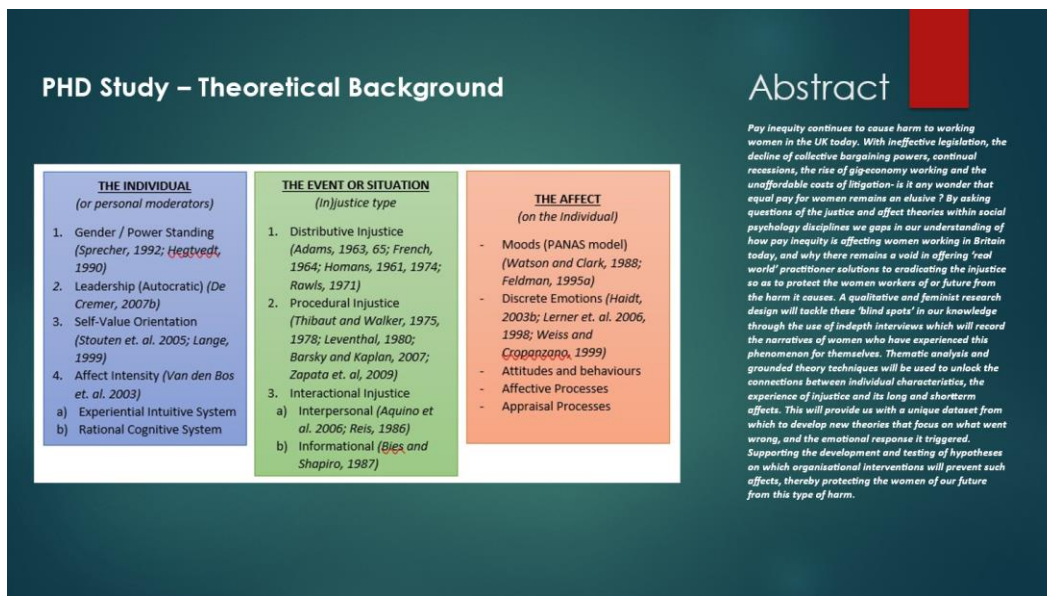 PHD Study – Theoretical Background
THE INDIVIDUAL
(or personal moderators)
1. Gender / Power Standing
(Sprecher, 1992; Hegtvedt,
1990)
2. Leadership (Autocratic) (De
Cremer, 2007b)
3. Self-Value Orientation
(Stouten et. al. 2005; Lange,
1999)
4. Affect Intensity (Van den Bos
et. al. 2003)
a) Experiential Intuitive System
b) Rational Cognitive System
THE EVENT OR SITUATION
(In)justice type
1. Distributive Injustice
(Adams, 1963, 65; French,
1964; Homans, 1961, 1974;
Rawls, 1971)
2. Procedural Injustice
(Thibaut and Walker, 1975,
1978; Leventhal, 1980;
Barsky and Kaplan, 2007;
Zapata et. al, 2009)
3. Interactional Injustice
a) Interpersonal (Aquino et
al. 2006; Reis, 1986)
b) Informational (Bies and
Shapiro, 1987)
THE AFFECT
(on the Individual)
- Moods (PANAS model)
(Watson and Clark, 1988;
Feldman, 1995a)
- Discrete Emotions (Haidt,
2003b; Lerner et. al. 2006,
1998; Weiss and
Cropanzano, 1999)
- Attitudes and behaviours
- Affective Processes
- Appraisal Processes
Abstract
Pay inequity continues to cause harm to working
women in the UK today. With ineffective legislation, the
decline of collective bargaining powers, continual
recessions, the rise of gig-economy working and the
unaffordable costs of litigation- is it any wonder that
equal pay for women remains an elusive ? By asking
questions of the justice and affect theories within social
psychology disciplines we gaps in our understanding of
how pay inequity is affecting women working in Britain
today, and why there remains a void in offering 'real
world' practitioner solutions to eradicating the injustice
so as to protect the women workers of or future from
the harm it causes. A qualitative and feminist research
design will tackle these 'blind spots' in our knowledge
through the use of indepth interviews which will record
the narratives of women who have experienced this
phenomenon for themselves. Thematic analysis and
grounded theory techniques will be used to unlock the
connections between individual characteristics, the
experience of injustice and its long and shortterm
affects. This will provide us with a unique dataset from
which to develop new theories that focus on what went
wrong, and the emotional response it triggered.
Supporting the development and testing of hypotheses
on which organisational interventions will prevent such
affects, thereby protecting the women of our future
from this type of harm.